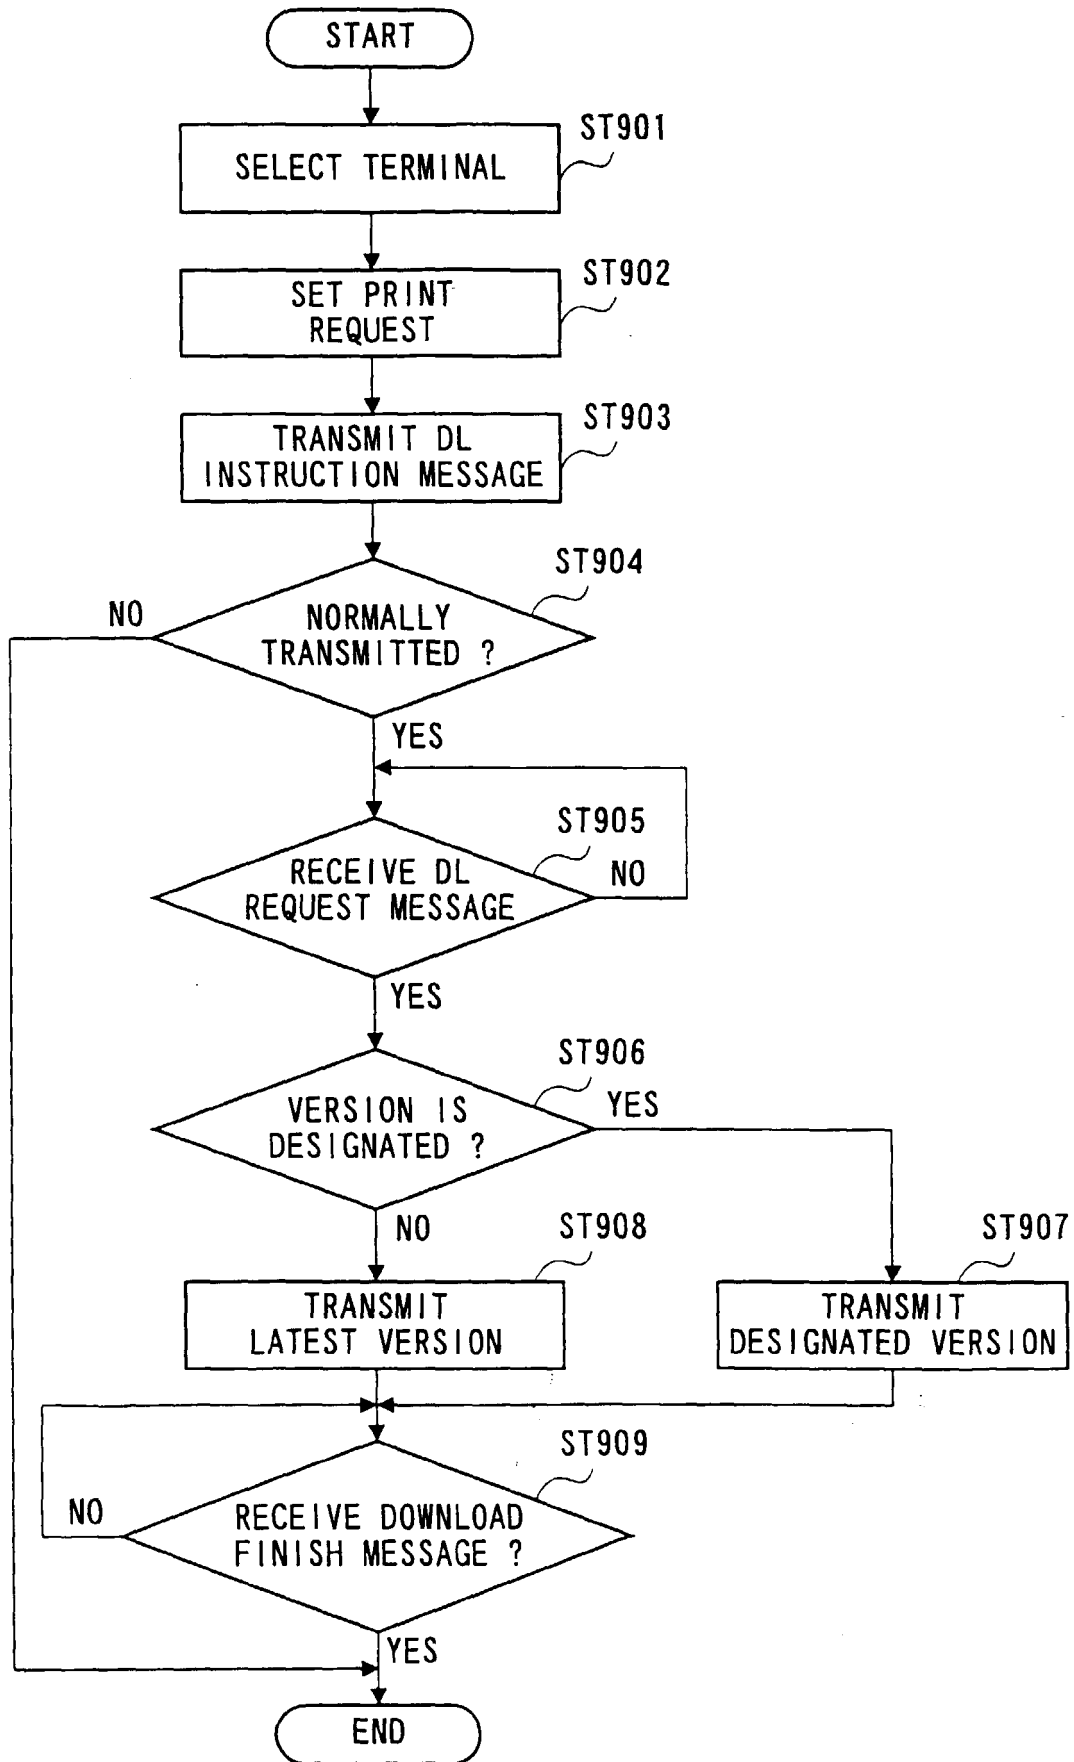 START
ST901
SELECT TERMINAL
ST902
SET PRINT
REQUEST
ST903
TRANSMIT DL
INSTRUCTION MESSAGE
ST904
NO
NORMALLY
TRANSMITTED ?
YES
ST905
RECEIVE DL
REQUEST MESSAGE
NO
YES
ST906
VERSION IS
DESIGNATED ?
YES
NO
ST908
ST907
TRANSMIT
LATEST VERSION
TRANSMIT
DESIGNATED VERSION
ST909
NO
RECEIVE DOWNLOAD
FINISH MESSAGE ?
YES
END